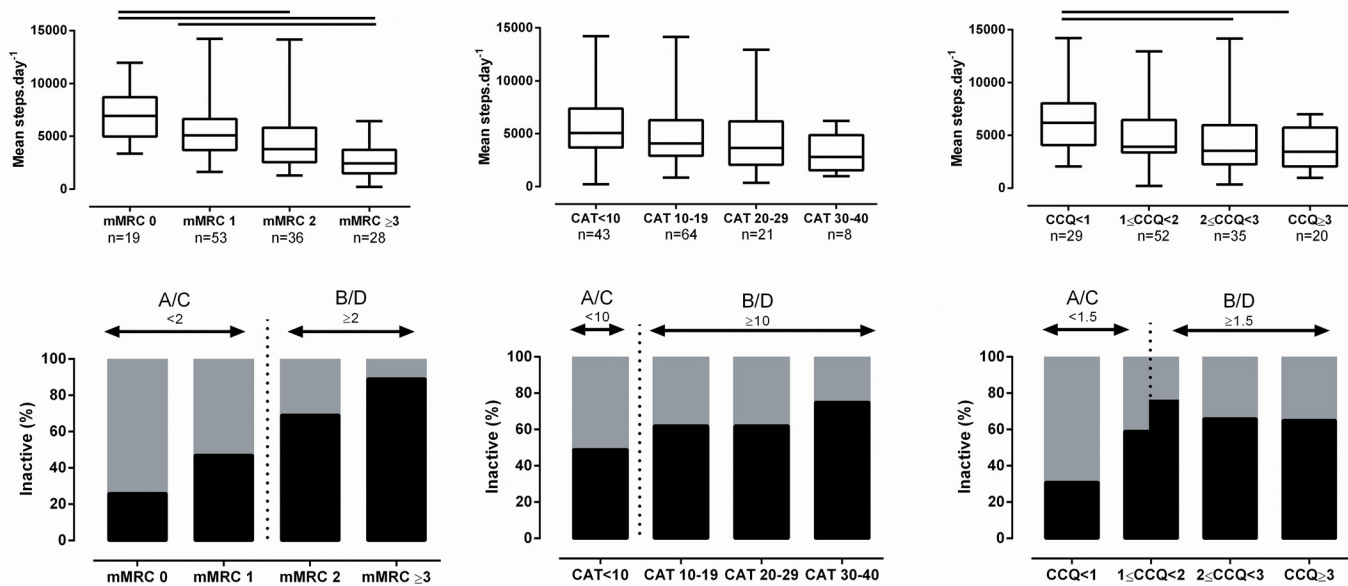 Mean steps.day-1
15000
10000
5000
0
mMRC 0
mMRC 1
mMRC 2
mMRC ≥3
n=19
n=53
n=36
n=28
Mean steps.day-1
15000
10000
5000
0
CAT<10
CAT 10-19
CAT 20-29
CAT 30-40
n=43
n=64
n=21
n=8
Mean steps.day-1
15000
10000
5000
0
CCQ<1
1≤CCQ<2
2≤CCQ<3
CCQ≥3
n=29
n=52
n=35
n=20
A/C
<2
B/D
≥2
Inactive (%)
100
80
60
40
20
0
mMRC 0
mMRC 1
mMRC 2
mMRC ≥3
A/C
<10
B/D
≥10
Inactive (%)
100
80
60
40
20
0
CAT<10
CAT 10-19
CAT 20-29
CAT 30-40
A/C
<1.5
B/D
≥1.5
Inactive (%)
100
80
60
40
20
0
CCQ<1
1≤CCQ<2
2≤CCQ<3
CCQ≥3